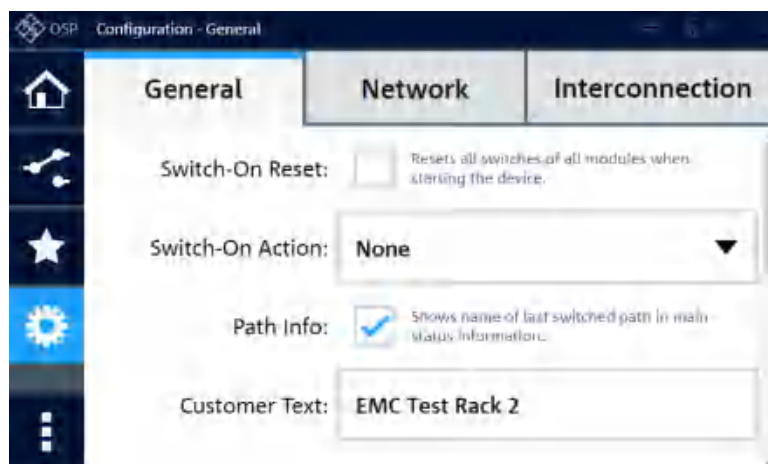 OSP Configuration - General
General Network Interconnection
Switch-On Reset: Resets all switches of all modules when
starting the device.
Switch-On Action: None
Path Info: Shows name of last switched path in main
status information.
Customer Text: EMC Test Rack 2